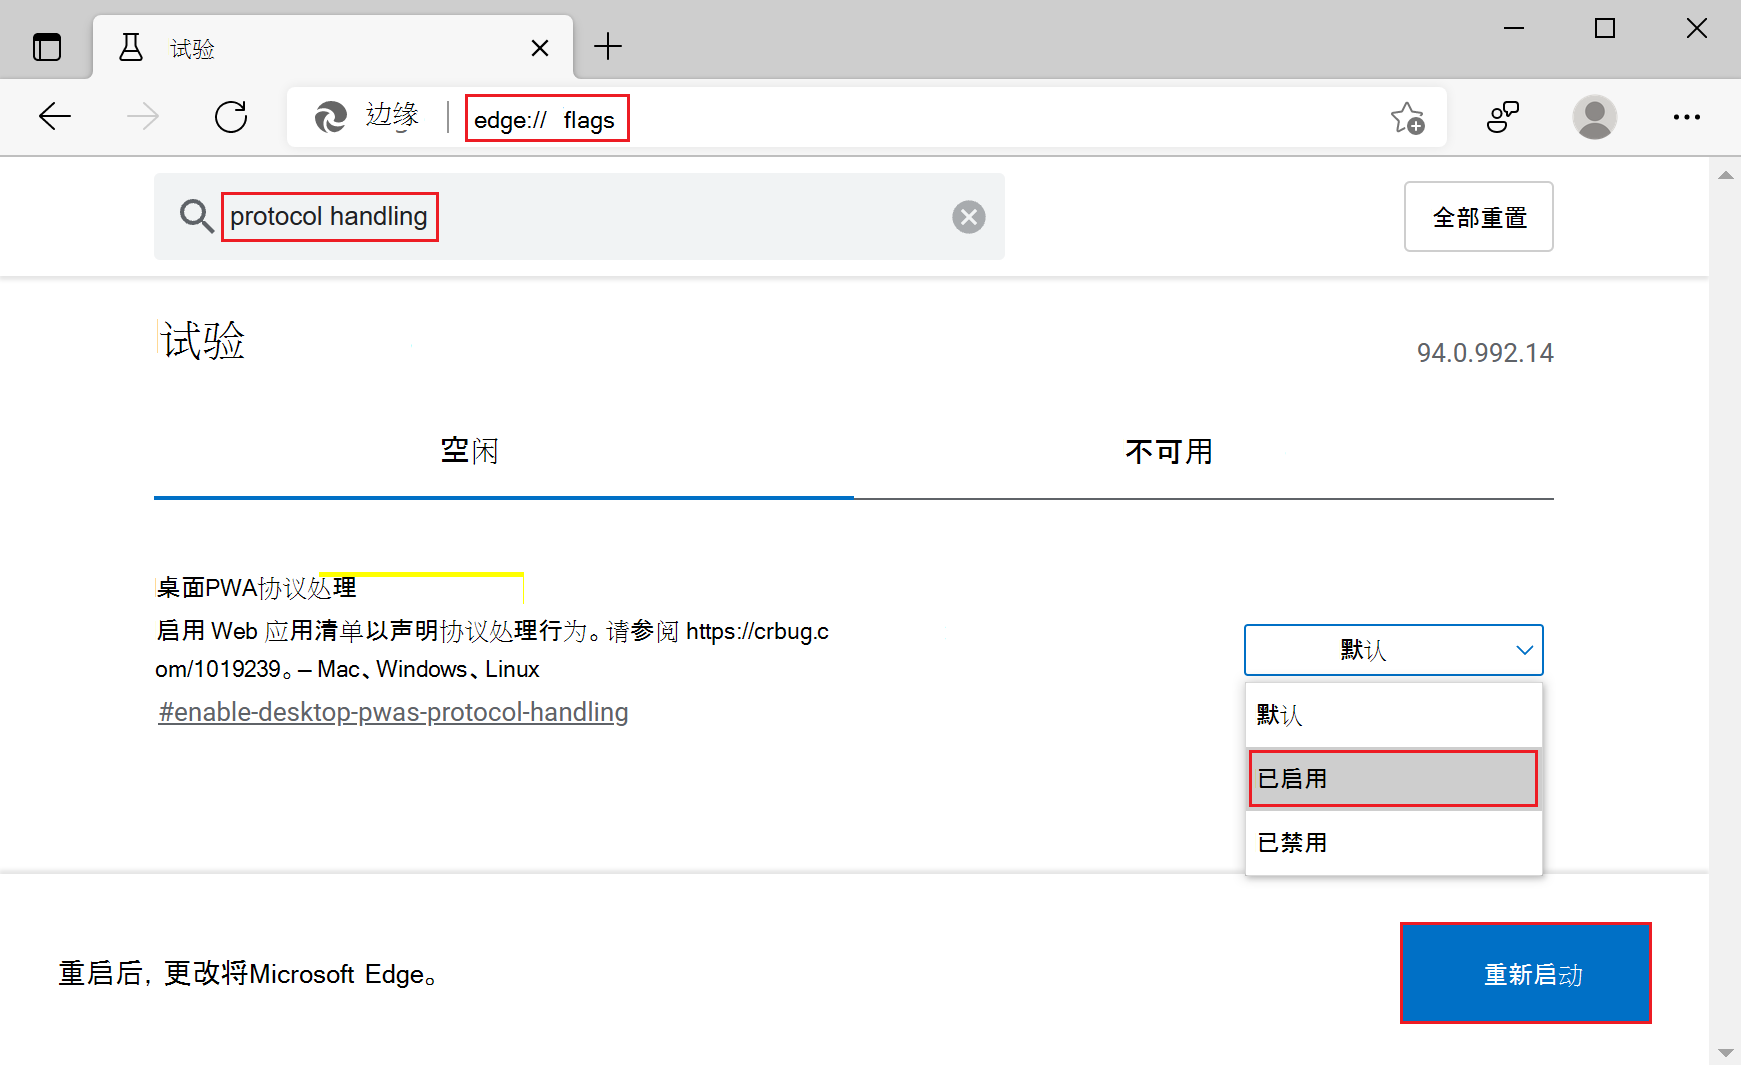 试验
边缘
edge:// flags
protocol handling
全部重置
试验
94.0.992.14
空闲
不可用
桌面PWA协议处理
启用 Web 应用清单以声明协议处理行为。请参阅 https://crbug.c
om/1019239。– Mac、Windows、Linux
#enable-desktop-pwas-protocol-handling
默认
默认
已启用
已禁用
重启后，更改将Microsoft Edge。
重新启动